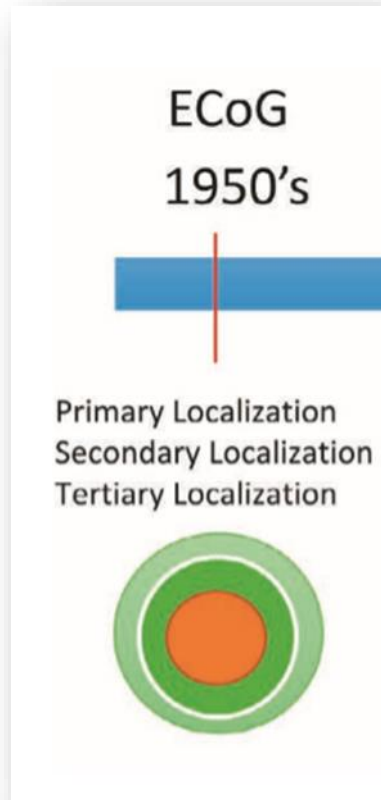 ECoG
1950's
Primary Localization
Secondary Localization
Tertiary Localization